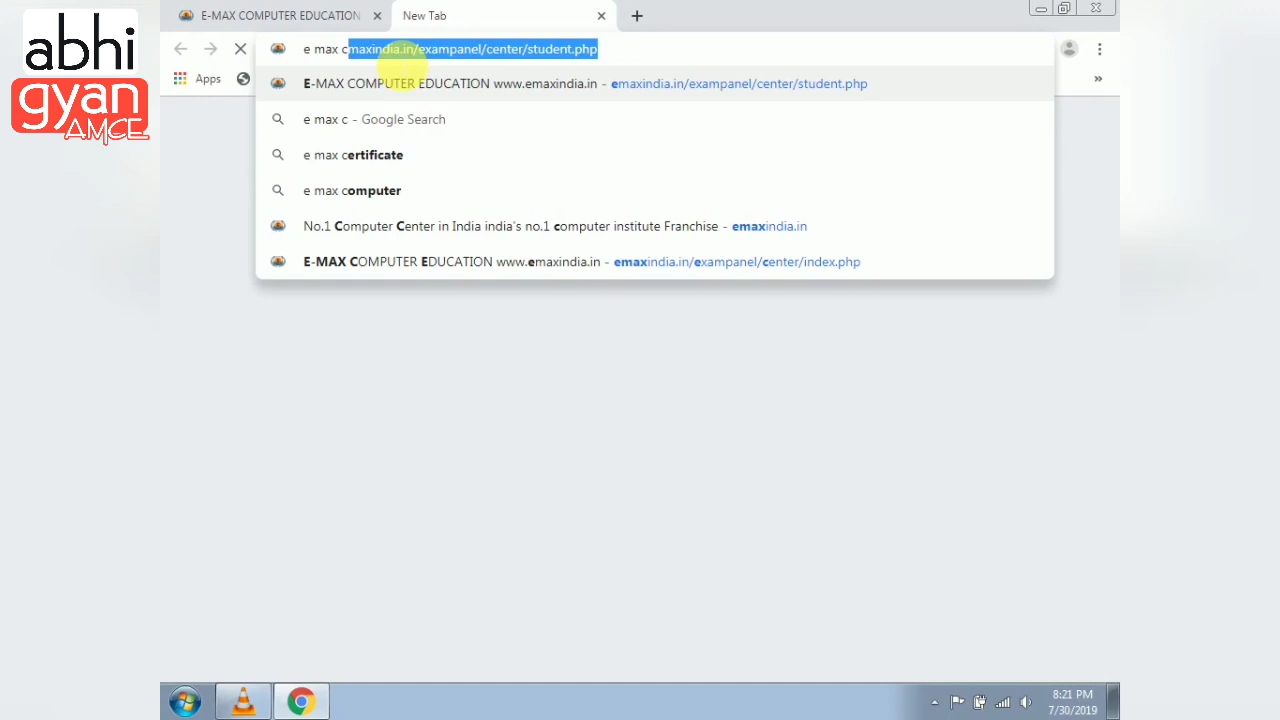 abhi
gyan
AMCE
E-MAX COMPUTER EDUCATION
New Tab
e max cmaxindia.in/exampanel/center/student.php
Apps
»
E-MAX COMPUTER EDUCATION www.emaxindia.in - emaxindia.in/exampanel/center/student.php
e max c - Google Search
e max certificate
e max computer
No.1 Computer Center in India india's no.1 computer institute Franchise - emaxindia.in
E-MAX COMPUTER EDUCATION www.emaxindia.in - emaxindia.in/exampanel/center/index.php
8:21 PM
7/30/2019